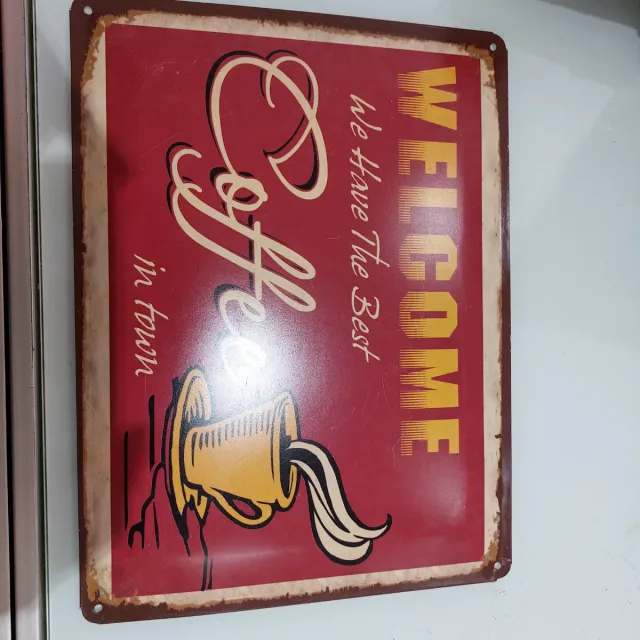 WELCOME
We Have The Best
Coffee
in town